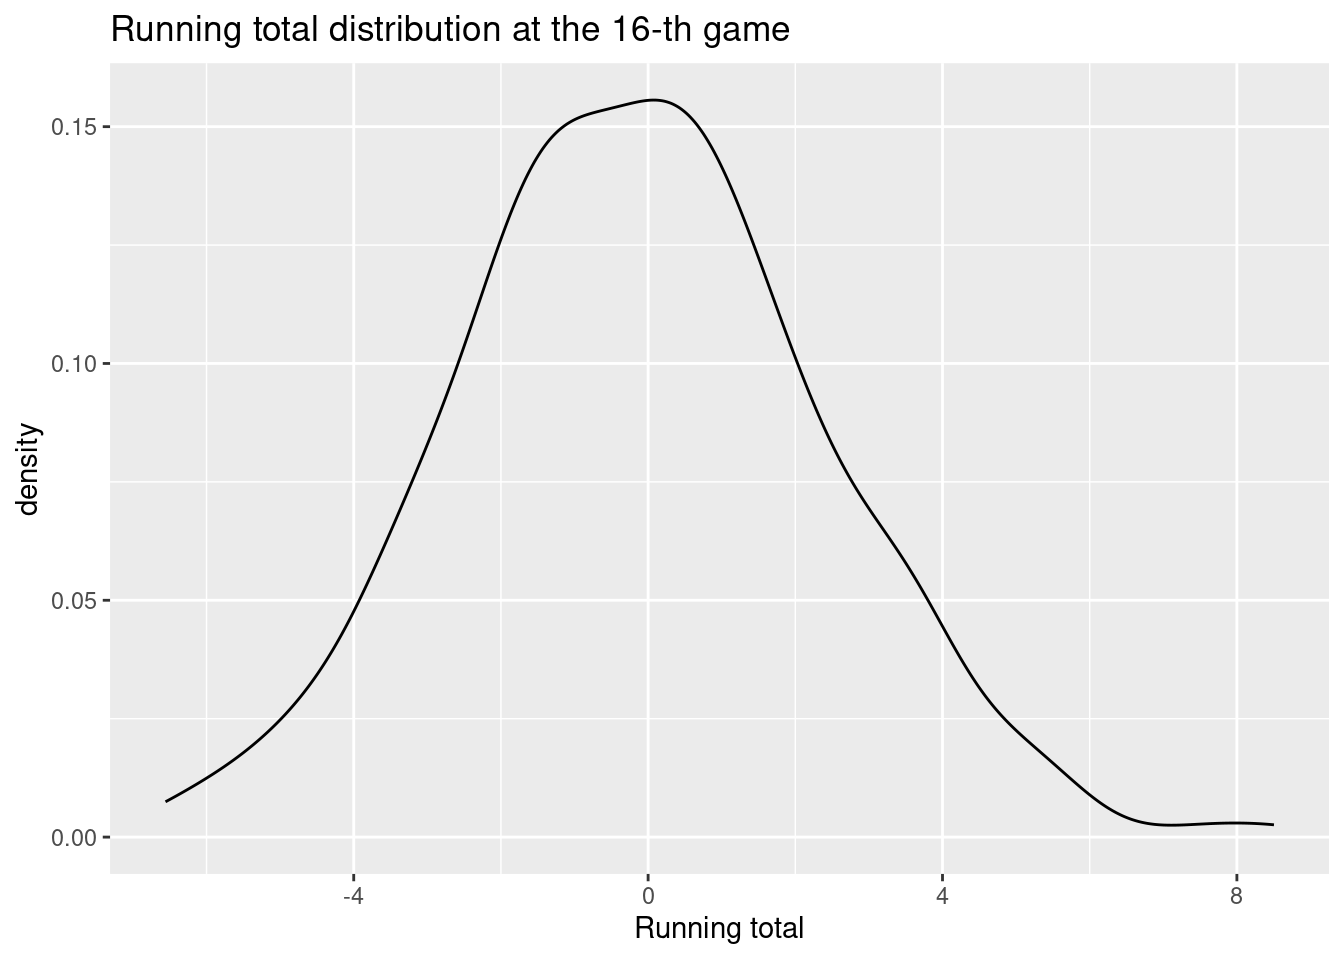 Running total distribution at the 16-th game
0.15
0.10
0.05
0.00
density
-4 0 4 8
Running total